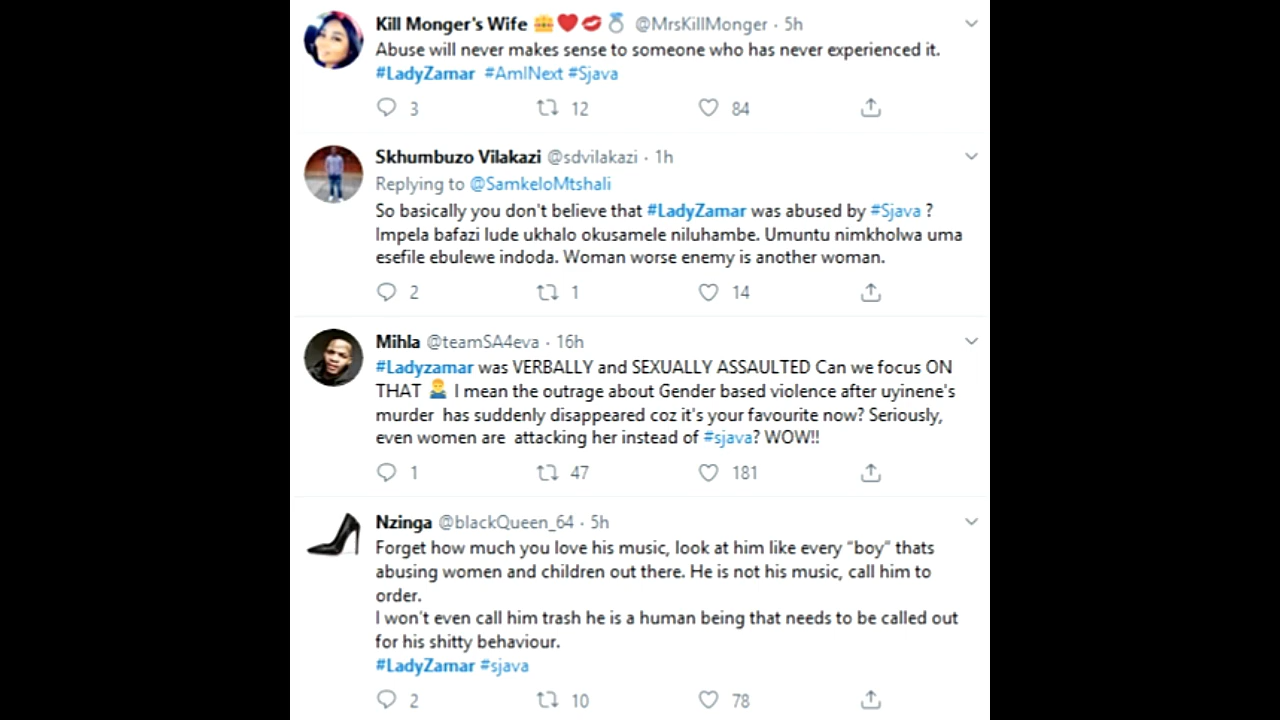 Kill Monger's Wife 👑❤️💋💍 @MrsKillMonger · 5h
Abuse will never makes sense to someone who has never experienced it.
#LadyZamar #AmINext #Sjava
3 12 84
Skhumbuzo Vilakazi @sdvilakazi · 1h
Replying to @SamkeloMtshali
So basically you don't believe that #LadyZamar was abused by #Sjava ?
Impela bafazi lude ukhalo okusamele niluhambe. Umuntu nimkholwa uma
esefile ebulewe indoda. Woman worse enemy is another woman.
2 1 14
Mihla @teamSA4eva · 16h
#Ladyzamar was VERBALLY and SEXUALLY ASSAULTED Can we focus ON
THAT 🤷‍♂️ I mean the outrage about Gender based violence after uyinene's
murder has suddenly disappeared coz it's your favourite now? Seriously,
even women are attacking her instead of #sjava? WOW!!
1 47 181
Nzinga @blackQueen_64 · 5h
Forget how much you love his music, look at him like every "boy" thats
abusing women and children out there. He is not his music, call him to
order.
I won't even call him trash he is a human being that needs to be called out
for his shitty behaviour.
#LadyZamar #sjava
2 10 78